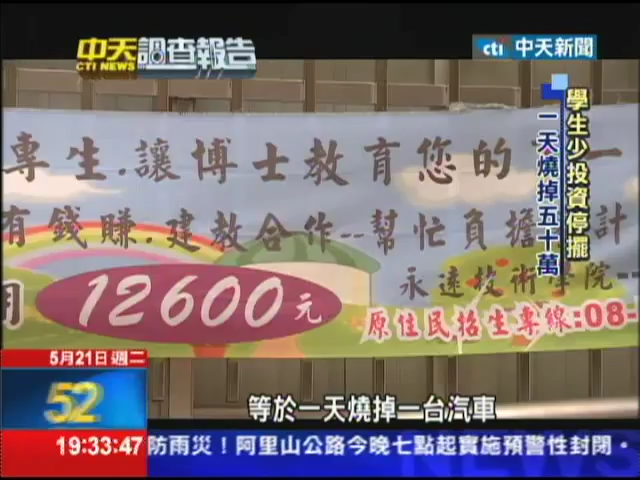 中天調查報告
CTI NEWS
cti 中天新聞
學生少投資停擺
一天燒掉五十萬
專生.讓博士教育您的
有錢賺.建教合作--幫忙負擔 計
永達技術學院--
用 12600元
原住民招生專線:08-
等於一天燒掉一台汽車
5月21日週二
52
19:33:47
防雨災！阿里山公路今晚七點起實施預警性封閉。
NEWS